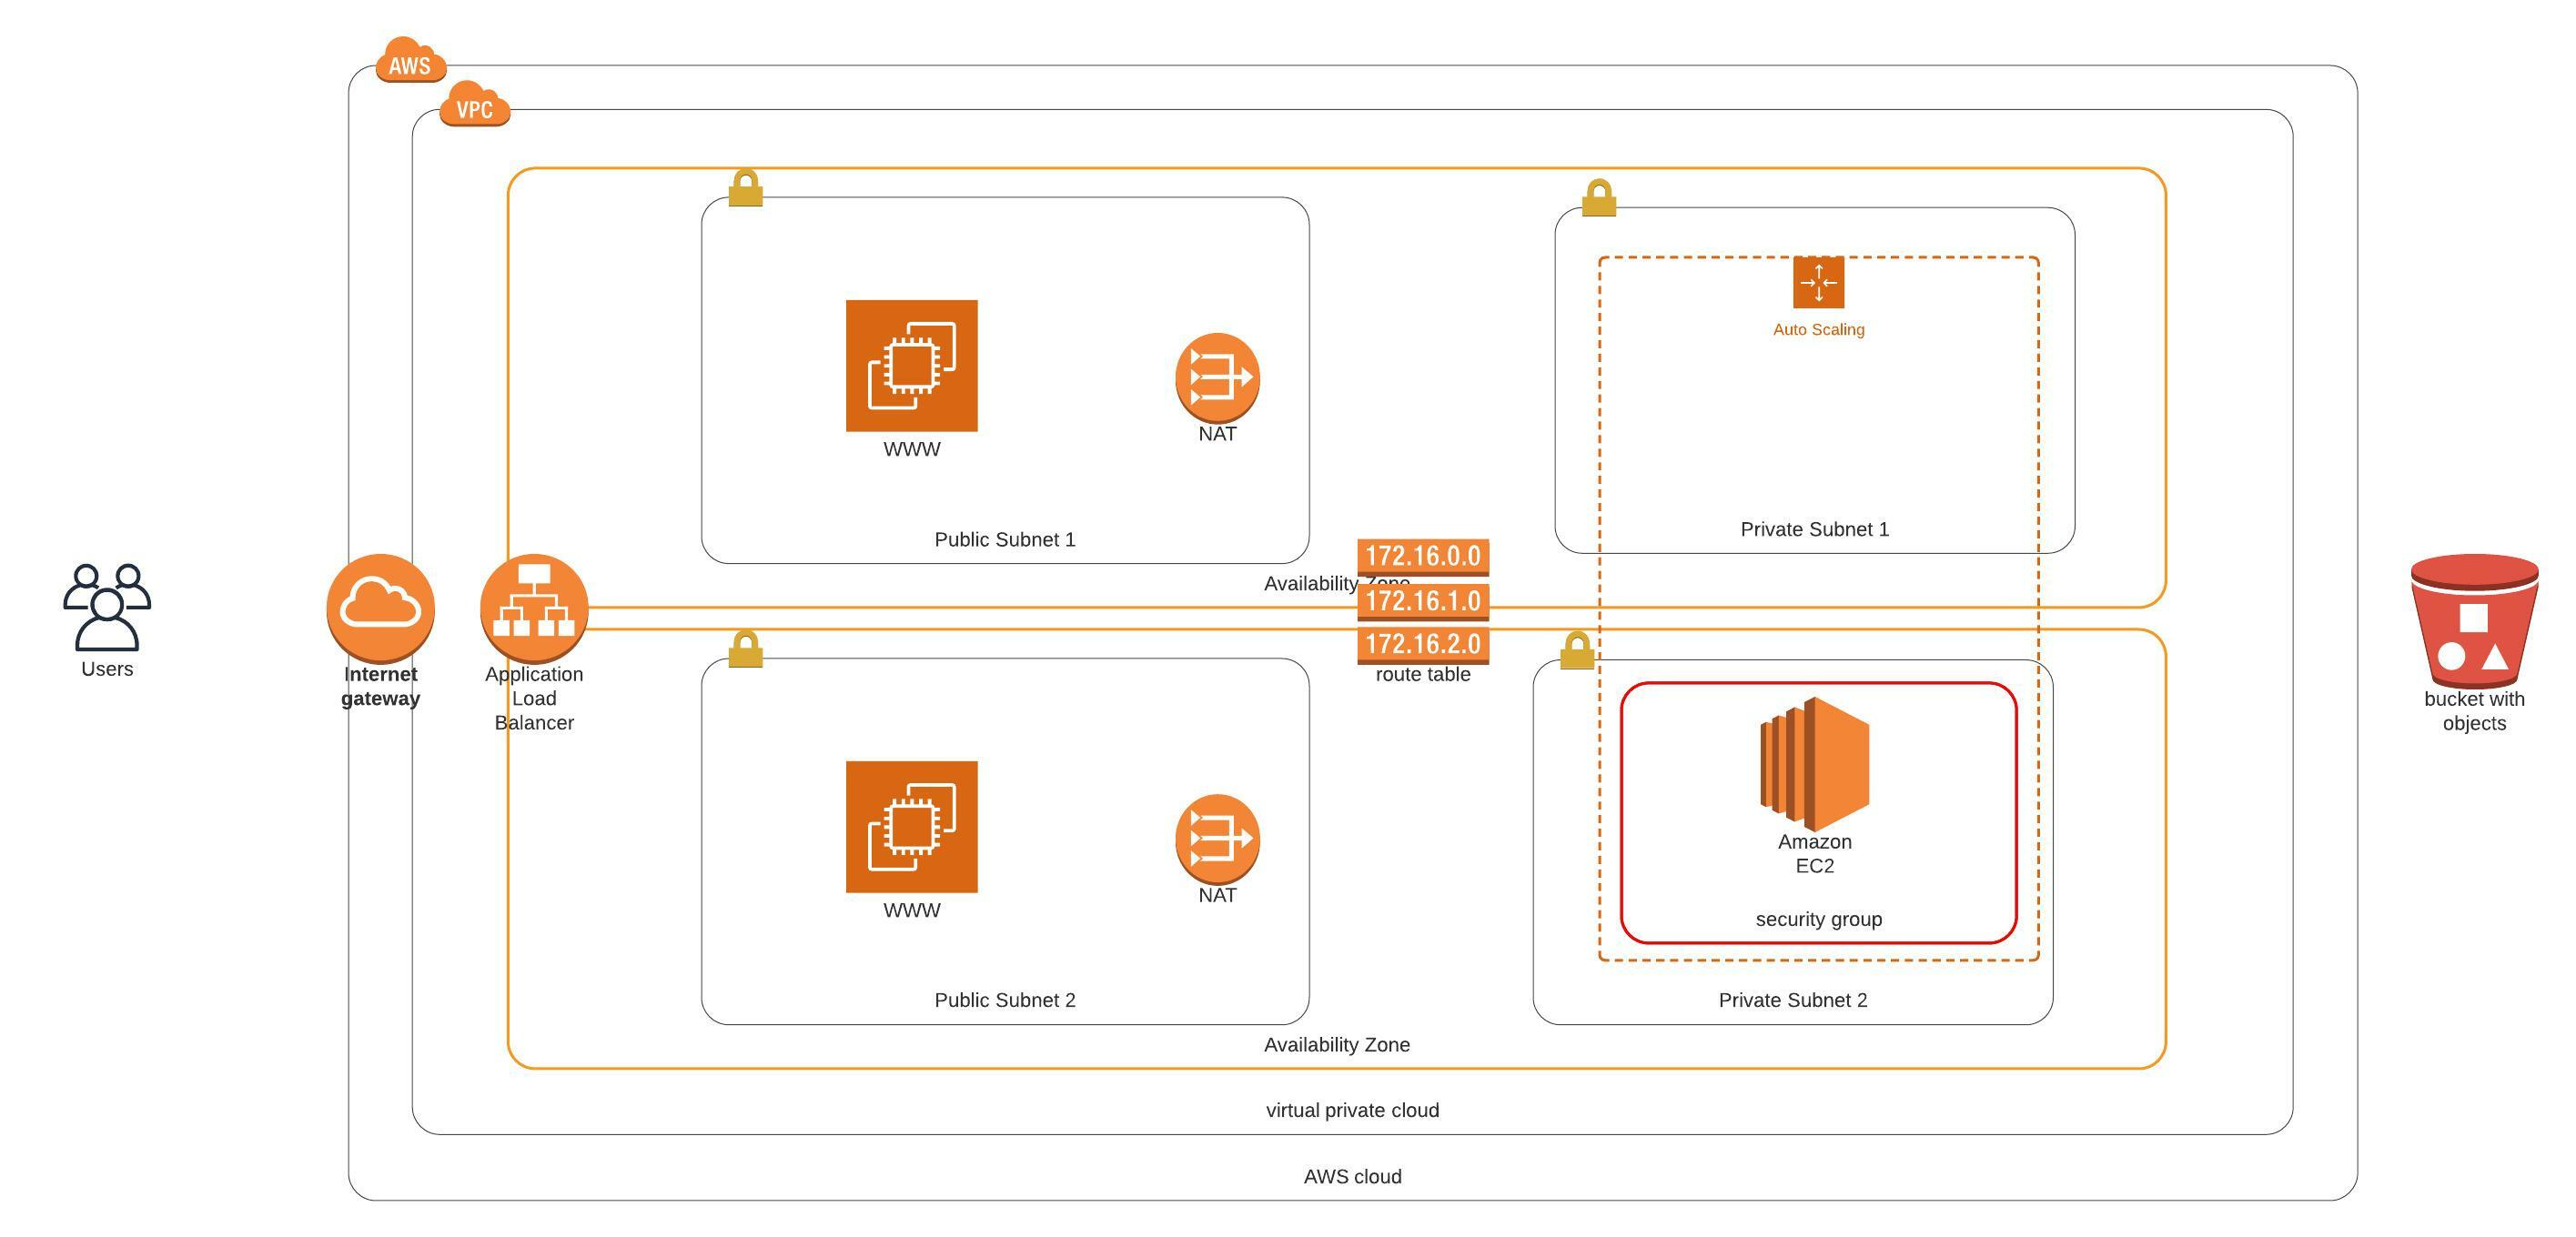 AWS
VPC
Auto Scaling
WWW
NAT
Public Subnet 1
Private Subnet 1
172.16.0.0
Availability Zone
172.16.1.0
172.16.2.0
route table
Users
Internet
gateway
Application
Load
Balancer
bucket with
objects
Amazon
EC2
WWW
NAT
security group
Public Subnet 2
Private Subnet 2
Availability Zone
virtual private cloud
AWS cloud